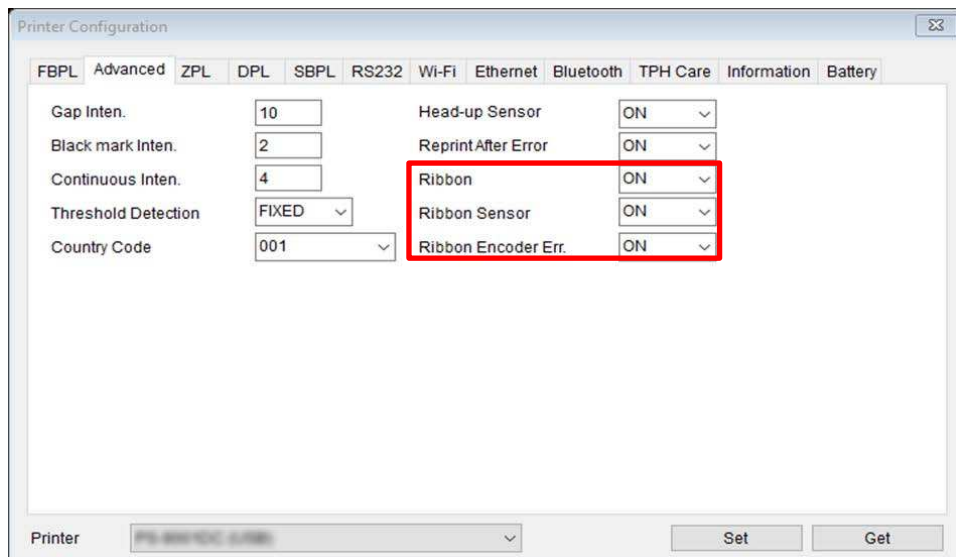 Printer Configuration
FBPL Advanced ZPL DPL SBPL RS232 Wi-Fi Ethernet Bluetooth TPH Care Information Battery
Gap Inten. 10 Head-up Sensor ON
Black mark Inten. 2 Reprint After Error ON
Continuous Inten. 4 Ribbon ON
Threshold Detection FIXED Ribbon Sensor ON
Country Code 001 Ribbon Encoder Err. ON
Printer Set Get